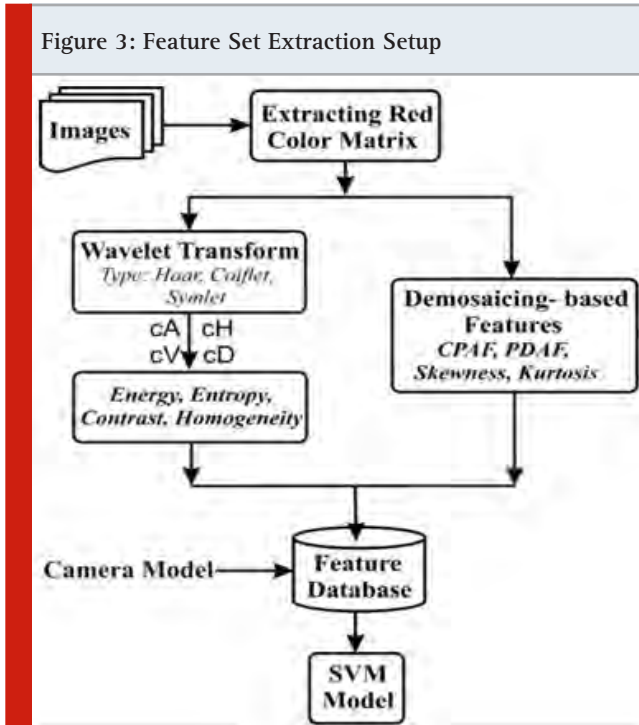 Figure 3: Feature Set Extraction Setup
Images
Extracting Red
Color Matrix
Wavelet Transform
Type: Haar, Coiflet,
Symlet
cA cH
cV cD
Energy, Entropy,
Contrast, Homogeneity
Demosaicing- based
Features
CPAF, PDAF,
Skewness, Kurtosis
Camera Model
Feature
Database
SVM
Model